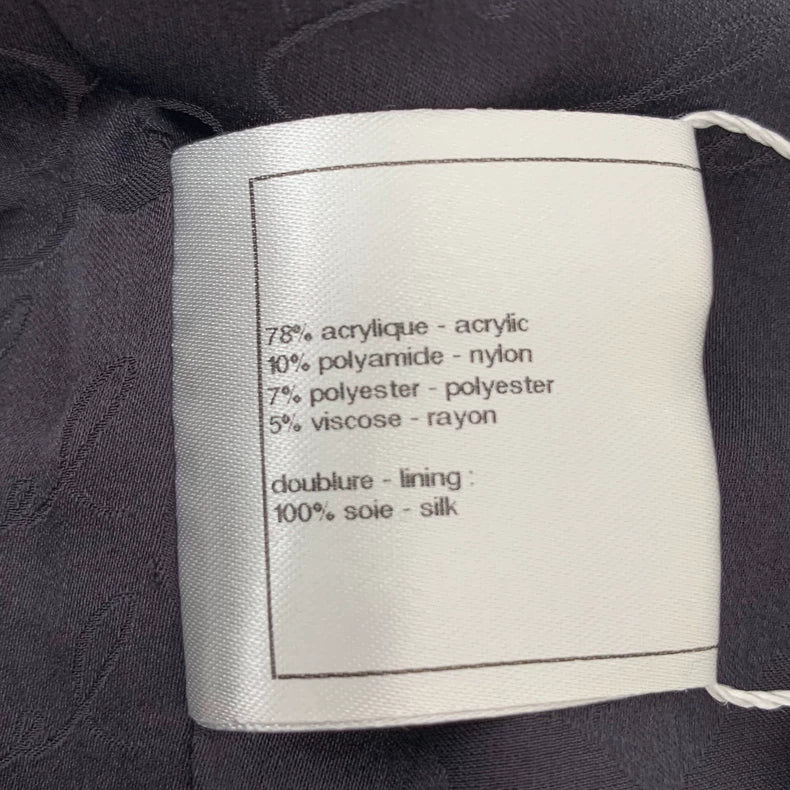 78% acrylique - acrylic
10% polyamide - nylon
7% polyester - polyester
5% viscose - rayon
doublure - lining :
100% soie - silk